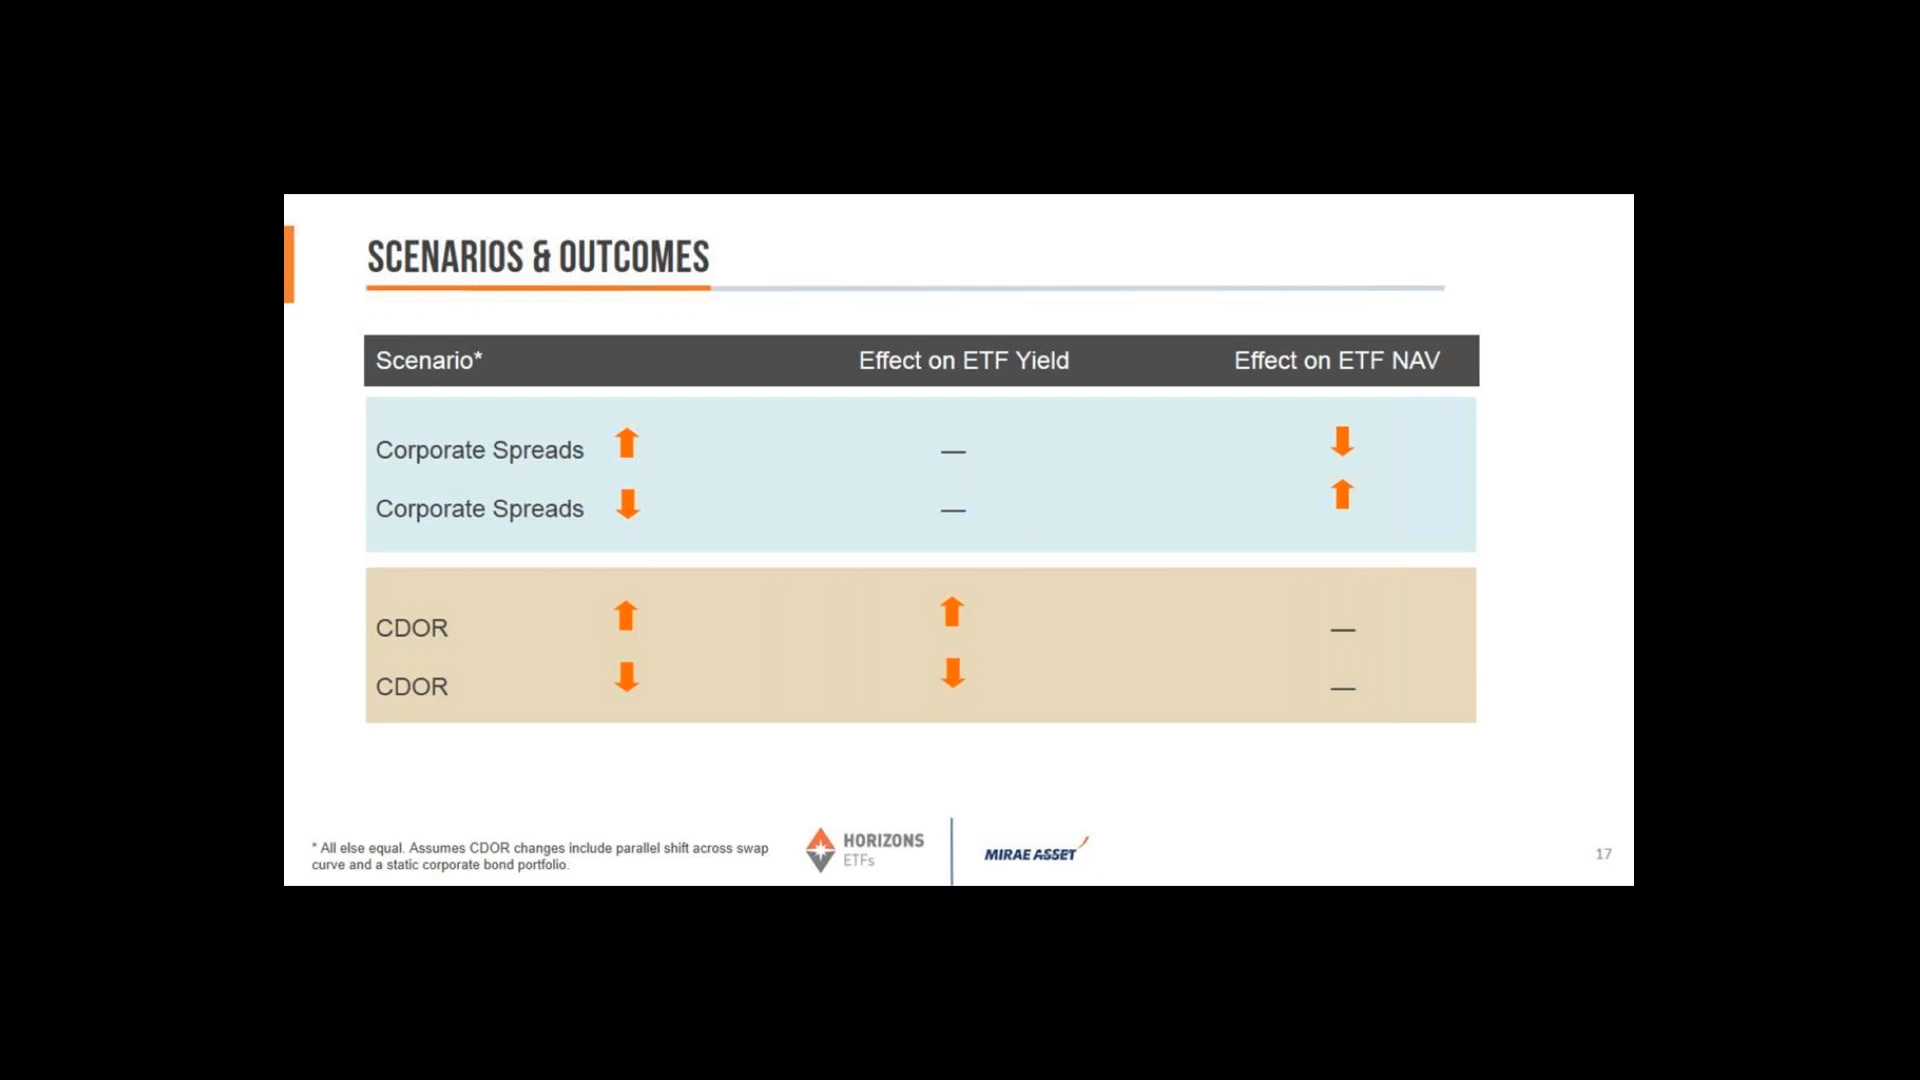 SCENARIOS & OUTCOMES
Scenario* Effect on ETF Yield Effect on ETF NAV
Corporate Spreads —
Corporate Spreads —
CDOR —
CDOR —
* All else equal. Assumes CDOR changes include parallel shift across swap
curve and a static corporate bond portfolio.
HORIZONS
ETFs
MIRAE ASSET
17